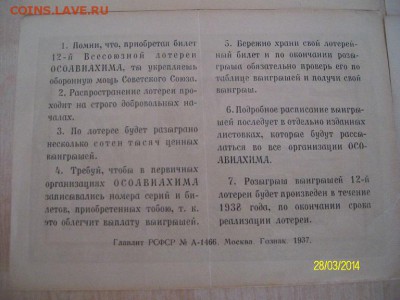 COINS.LAVE.RU
1. Помни, что, приобретая билет
12-й Всесоюзной лотереи
ОСОАВИАХИМА, ты укрепляешь
оборонную мощь Советского Союза.
2. Распространение лотереи про-
ходит на строго добровольных на-
чалах.
3. По лотерее будет разыграно
несколько сотен тысяч ценных
выигрышей.
4. Требуй, чтобы в первичных
организациях ОСОАВИАХИМА
записывались номера серий и би-
летов, приобретенных тобою, т. к.
это облегчит выплату выигрышей.
5. Бережно храни свой лотерей-
ный билет и по окончании розы-
грыша обязательно проверь его по
таблице выигрышей и получи свой
выигрыш.
6. Подробное расписание выигры-
шей последует в отдельно изданных
листовках, которые будут рассы-
латься во все организации ОСО-
АВИАХИМА.
7. Розыгрыш выигрышей 12-й
лотереи будет произведен в течение
1938 года, по окончании срока
реализации лотереи.
Главлит РСФСР № А-1466. Москва. Гознак. 1937.
28/03/2014